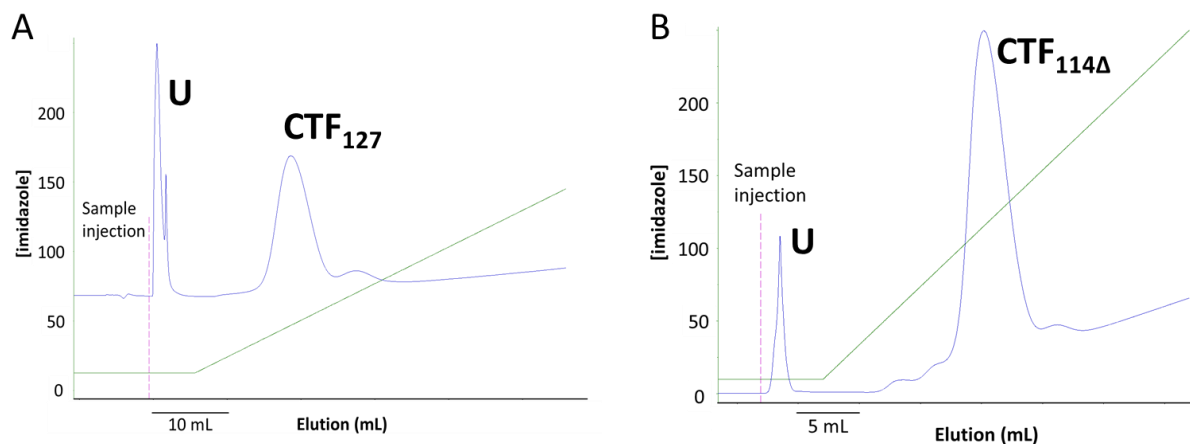 A
[imidazole]
200
150
100
50
0
Sample
injection
U
CTF127
10 mL
Elution (mL)
B
[imidazole]
200
150
100
50
0
Sample
injection
U
CTF114Δ
5 mL
Elution (mL)